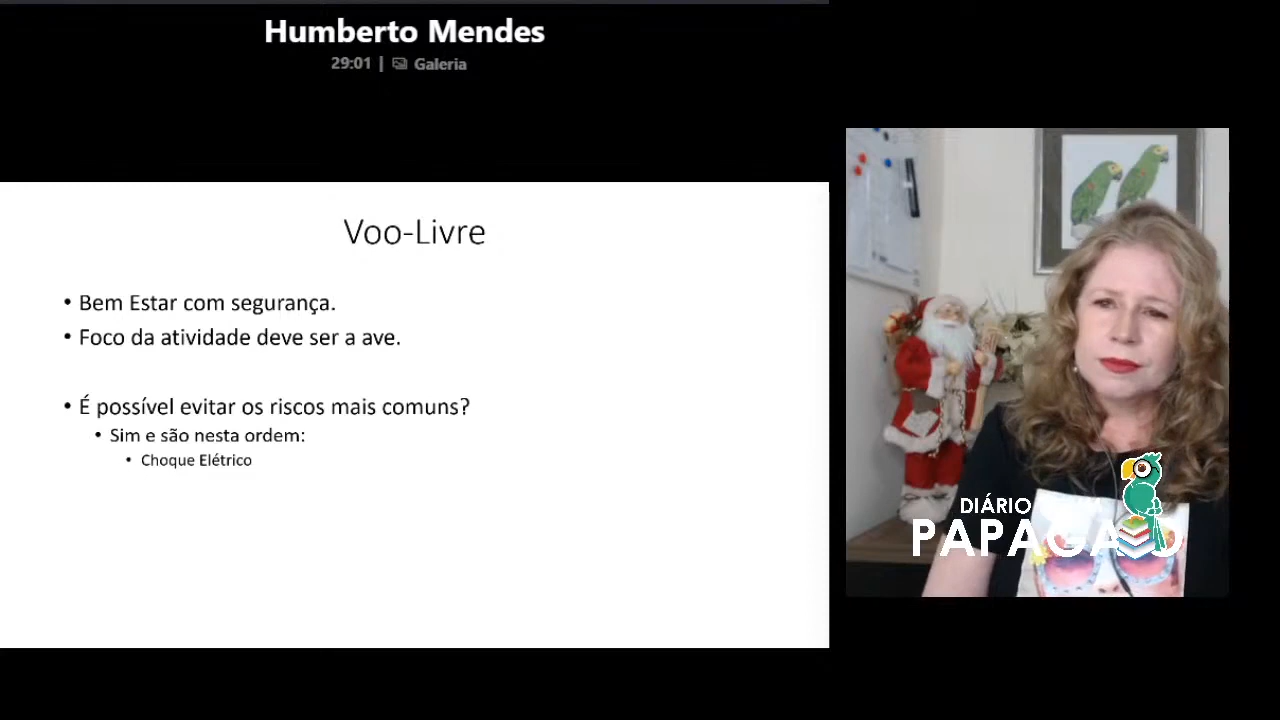 Humberto Mendes
29:01 | Galeria
Voo-Livre
• Bem Estar com segurança.
• Foco da atividade deve ser a ave.
• É possível evitar os riscos mais comuns?
• Sim e são nesta ordem:
• Choque Elétrico
DIÁRIO
PAPAGAIO